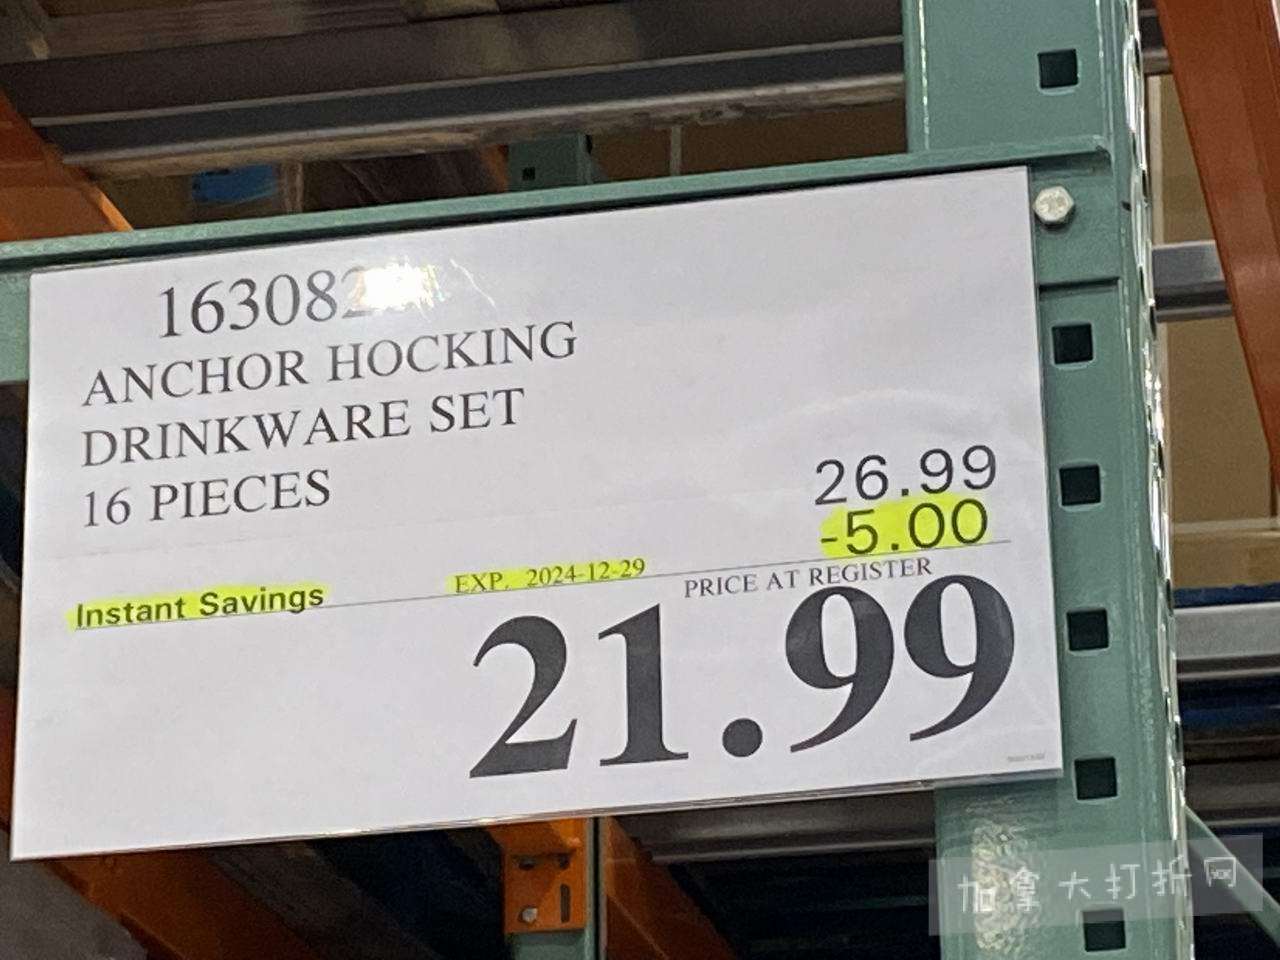 163082
ANCHOR HOCKING
DRINKWARE SET
16 PIECES
26.99
-5.00
Instant Savings EXP. 2024-12-29 PRICE AT REGISTER
21.99
加拿大打折网